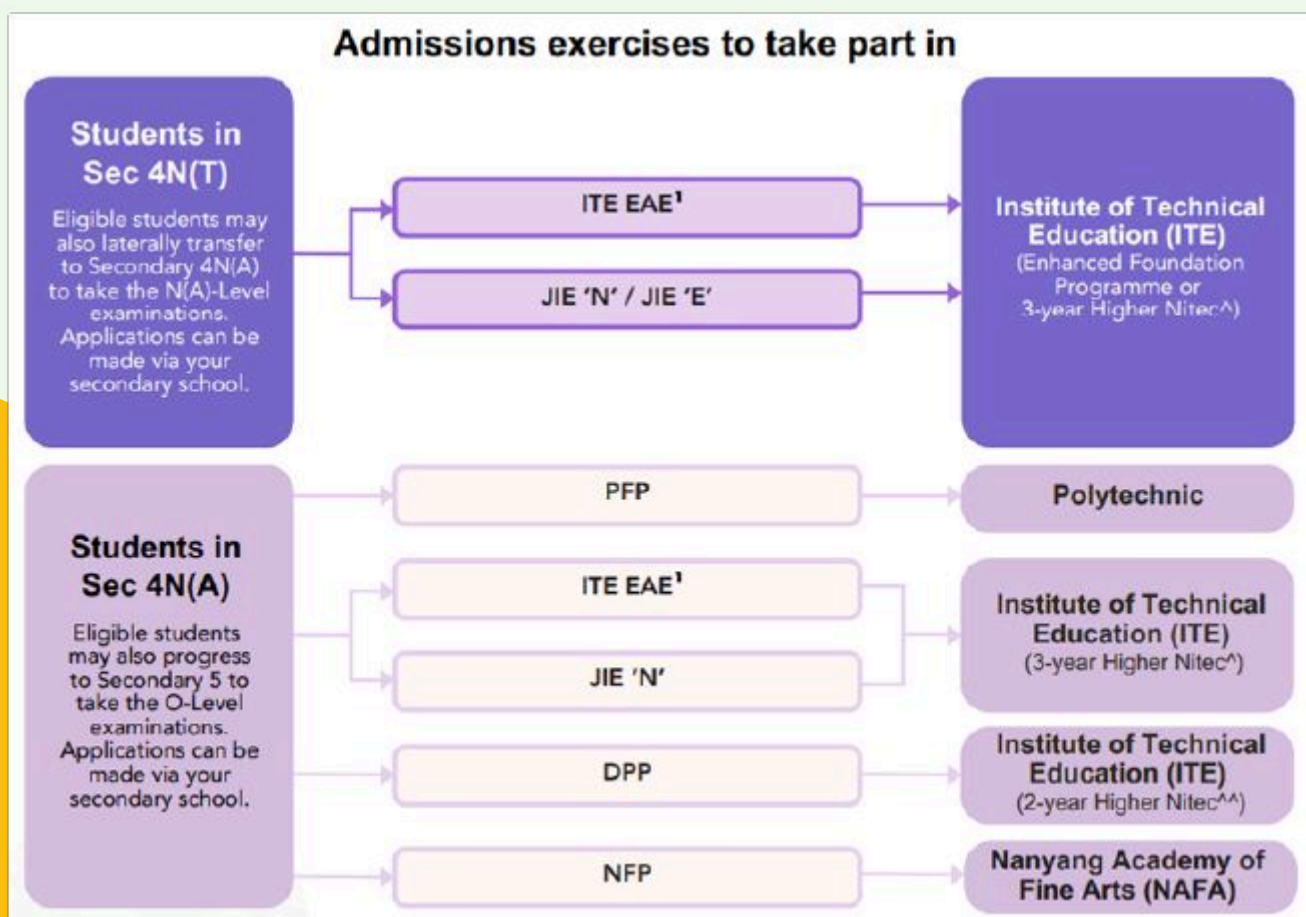 Admissions exercises to take part in
Students in
Sec 4N(T)
Eligible students may
also laterally transfer
to Secondary 4N(A)
to take the N(A)-Level
examinations.
Applications can be
made via your
secondary school.
ITE EAE¹
JIE 'N' / JIE 'E'
Institute of Technical
Education (ITE)
(Enhanced Foundation
Programme or
3-year Higher Nitec^)
Students in
Sec 4N(A)
Eligible students
may also progress
to Secondary 5 to
take the O-Level
examinations.
Applications can be
made via your
secondary school.
PFP
Polytechnic
ITE EAE¹
JIE 'N'
Institute of Technical
Education (ITE)
(3-year Higher Nitec^)
DPP
Institute of Technical
Education (ITE)
(2-year Higher Nitec^^)
NFP
Nanyang Academy of
Fine Arts (NAFA)